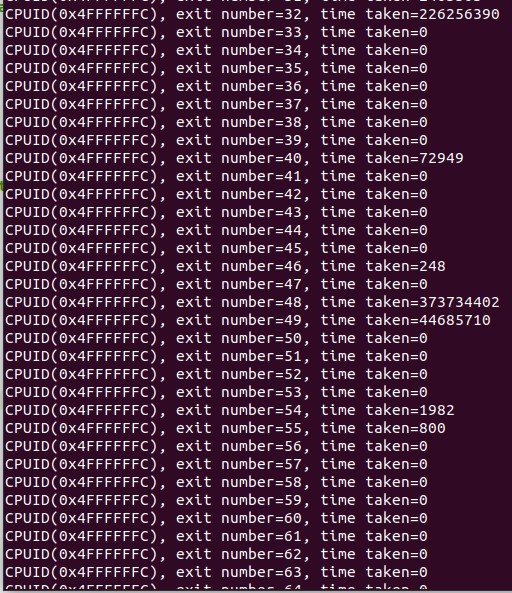 CPUID(0x4FFFFFFC), exit number=32, time taken=226256390
CPUID(0x4FFFFFFC), exit number=33, time taken=0
CPUID(0x4FFFFFFC), exit number=34, time taken=0
CPUID(0x4FFFFFFC), exit number=35, time taken=0
CPUID(0x4FFFFFFC), exit number=36, time taken=0
CPUID(0x4FFFFFFC), exit number=37, time taken=0
CPUID(0x4FFFFFFC), exit number=38, time taken=0
CPUID(0x4FFFFFFC), exit number=39, time taken=0
CPUID(0x4FFFFFFC), exit number=40, time taken=72949
CPUID(0x4FFFFFFC), exit number=41, time taken=0
CPUID(0x4FFFFFFC), exit number=42, time taken=0
CPUID(0x4FFFFFFC), exit number=43, time taken=0
CPUID(0x4FFFFFFC), exit number=44, time taken=0
CPUID(0x4FFFFFFC), exit number=45, time taken=0
CPUID(0x4FFFFFFC), exit number=46, time taken=248
CPUID(0x4FFFFFFC), exit number=47, time taken=0
CPUID(0x4FFFFFFC), exit number=48, time taken=373734402
CPUID(0x4FFFFFFC), exit number=49, time taken=44685710
CPUID(0x4FFFFFFC), exit number=50, time taken=0
CPUID(0x4FFFFFFC), exit number=51, time taken=0
CPUID(0x4FFFFFFC), exit number=52, time taken=0
CPUID(0x4FFFFFFC), exit number=53, time taken=0
CPUID(0x4FFFFFFC), exit number=54, time taken=1982
CPUID(0x4FFFFFFC), exit number=55, time taken=800
CPUID(0x4FFFFFFC), exit number=56, time taken=0
CPUID(0x4FFFFFFC), exit number=57, time taken=0
CPUID(0x4FFFFFFC), exit number=58, time taken=0
CPUID(0x4FFFFFFC), exit number=59, time taken=0
CPUID(0x4FFFFFFC), exit number=60, time taken=0
CPUID(0x4FFFFFFC), exit number=61, time taken=0
CPUID(0x4FFFFFFC), exit number=62, time taken=0
CPUID(0x4FFFFFFC), exit number=63, time taken=0